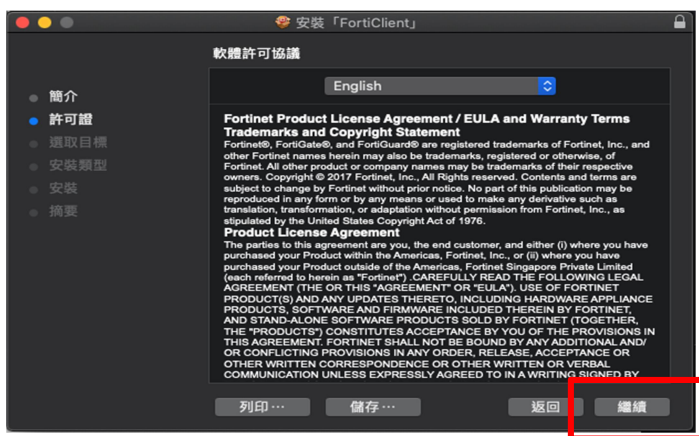 安裝「FortiClient」
軟體許可協議
English
簡介
許可證
選取目標
安裝類型
安裝
摘要
Fortinet Product License Agreement / EULA and Warranty Terms
Trademarks and Copyright Statement
Fortinet®, FortiGate®, and FortiGuard® are registered trademarks of Fortinet, Inc., and
other Fortinet names herein may also be trademarks, registered or otherwise, of
Fortinet. All other product or company names may be trademarks of their respective
owners. Copyright © 2017 Fortinet, Inc., All Rights reserved. Contents and terms are
subject to change by Fortinet without prior notice. No part of this publication may be
reproduced in any form or by any means or used to make any derivative such as
translation, transformation, or adaptation without permission from Fortinet, Inc., as
stipulated by the United States Copyright Act of 1976.
Product License Agreement
The parties to this agreement are you, the end customer, and either (i) where you have
purchased your Product within the Americas, Fortinet, Inc., or (ii) where you have
purchased your Product outside of the Americas, Fortinet Singapore Private Limited
(each referred to herein as "Fortinet") .CAREFULLY READ THE FOLLOWING LEGAL
AGREEMENT (THE OR THIS "AGREEMENT" OR "EULA"). USE OF FORTINET
PRODUCT(S) AND ANY UPDATES THERETO, INCLUDING HARDWARE APPLIANCE
PRODUCTS, SOFTWARE AND FIRMWARE INCLUDED THEREIN BY FORTINET,
AND STAND-ALONE SOFTWARE PRODUCTS SOLD BY FORTINET (TOGETHER,
THE "PRODUCTS") CONSTITUTES ACCEPTANCE BY YOU OF THE PROVISIONS IN
THIS AGREEMENT. FORTINET SHALL NOT BE BOUND BY ANY ADDITIONAL AND/
OR CONFLICTING PROVISIONS IN ANY ORDER, RELEASE, ACCEPTANCE OR
OTHER WRITTEN CORRESPONDENCE OR OTHER WRITTEN OR VERBAL
COMMUNICATION UNLESS EXPRESSLY AGREED TO IN A WRITING SIGNED BY
列印⋯
儲存⋯
返回
繼續